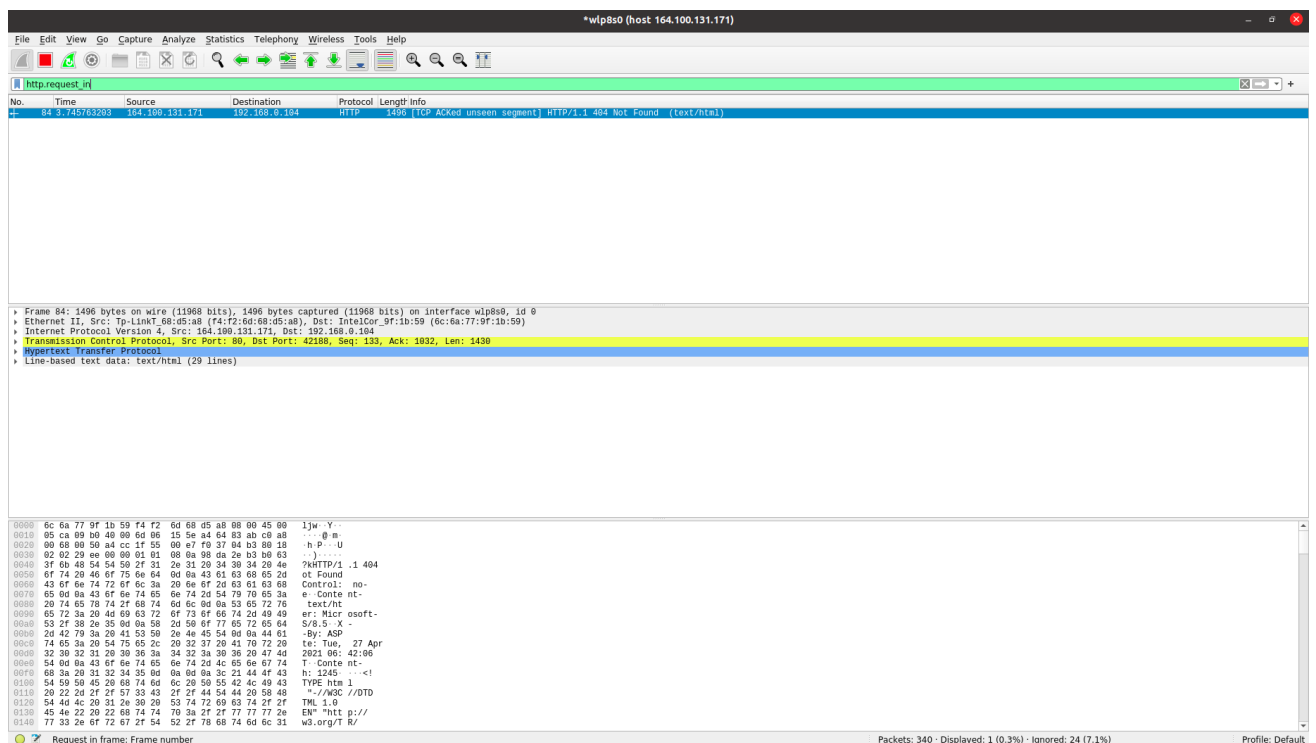 *wlp8s0 (host 164.100.131.171)
File Edit View Go Capture Analyze Statistics Telephony Wireless Tools Help
http.request_in
No. Time Source Destination Protocol Length Info
84 3.745763203 164.100.131.171 192.168.0.104 HTTP 1496 [TCP ACKed unseen segment] HTTP/1.1 404 Not Found (text/html)
Frame 84: 1496 bytes on wire (11968 bits), 1496 bytes captured (11968 bits) on interface wlp8s0, id 0
Ethernet II, Src: Tp-LinkT_68:d5:a8 (f4:f2:6d:68:d5:a8), Dst: IntelCor_9f:1b:59 (6c:6a:77:9f:1b:59)
Internet Protocol Version 4, Src: 164.100.131.171, Dst: 192.168.0.104
Transmission Control Protocol, Src Port: 80, Dst Port: 42188, Seq: 133, Ack: 1032, Len: 1430
Hypertext Transfer Protocol
Line-based text data: text/html (29 lines)
0000 6c 6a 77 9f 1b 59 f4 f2 6d 68 d5 a8 08 00 45 00 ljw··Y··
0010 05 ca 09 b0 40 00 6d 06 15 5e a4 64 83 ab c0 a8 ····@·m·
0020 00 68 00 50 a4 cc 1f 55 00 e7 f0 37 04 b3 80 18 ·h·P···U
0030 02 02 29 ee 00 00 01 01 08 0a 98 da 2e b3 b0 63 ··)·····
0040 3f 6b 48 54 54 50 2f 31 2e 31 20 34 30 34 20 4e ?kHTTP/1 .1 404
0050 6f 74 20 46 6f 75 6e 64 0d 0a 43 61 63 68 65 2d ot Found
0060 43 6f 6e 74 72 6f 6c 3a 20 6e 6f 2d 63 61 63 68 Control: no-
0070 65 0d 0a 43 6f 6e 74 65 6e 74 2d 54 79 70 65 3a e··Conte nt-
0080 20 74 65 78 74 2f 68 74 6d 6c 0d 0a 53 65 72 76 text/ht
0090 65 72 3a 20 4d 69 63 72 6f 73 6f 66 74 2d 49 49 er: Micr osoft-
00a0 53 2f 38 2e 35 0d 0a 58 2d 50 6f 77 65 72 65 64 S/8.5··X -
00b0 2d 42 79 3a 20 41 53 50 2e 4e 45 54 0d 0a 44 61 -By: ASP
00c0 74 65 3a 20 54 75 65 2c 20 32 37 20 41 70 72 20 te: Tue, 27 Apr
00d0 32 30 32 31 20 30 36 3a 34 32 3a 30 36 20 47 4d 2021 06: 42:06
00e0 54 0d 0a 43 6f 6e 74 65 6e 74 2d 4c 65 6e 67 74 T··Conte nt-
00f0 68 3a 20 31 32 34 35 0d 0a 0d 0a 3c 21 44 4f 43 h: 1245· ···<!
0100 54 59 50 45 20 68 74 6d 6c 20 50 55 42 4c 49 43 TYPE htm l
0110 20 22 2d 2f 2f 57 33 43 2f 2f 44 54 44 20 58 48 "-//W3C //DTD
0120 54 4d 4c 20 31 2e 30 20 53 74 72 69 63 74 2f 2f TML 1.0
0130 45 4e 22 20 22 68 74 74 70 3a 2f 2f 77 77 77 2e EN" "htt p://
0140 77 33 2e 6f 72 67 2f 54 52 2f 78 68 74 6d 6c 31 w3.org/T R/
Request in frame: Frame number Packets: 340 · Displayed: 1 (0.3%) · Ignored: 24 (7.1%) Profile: Default